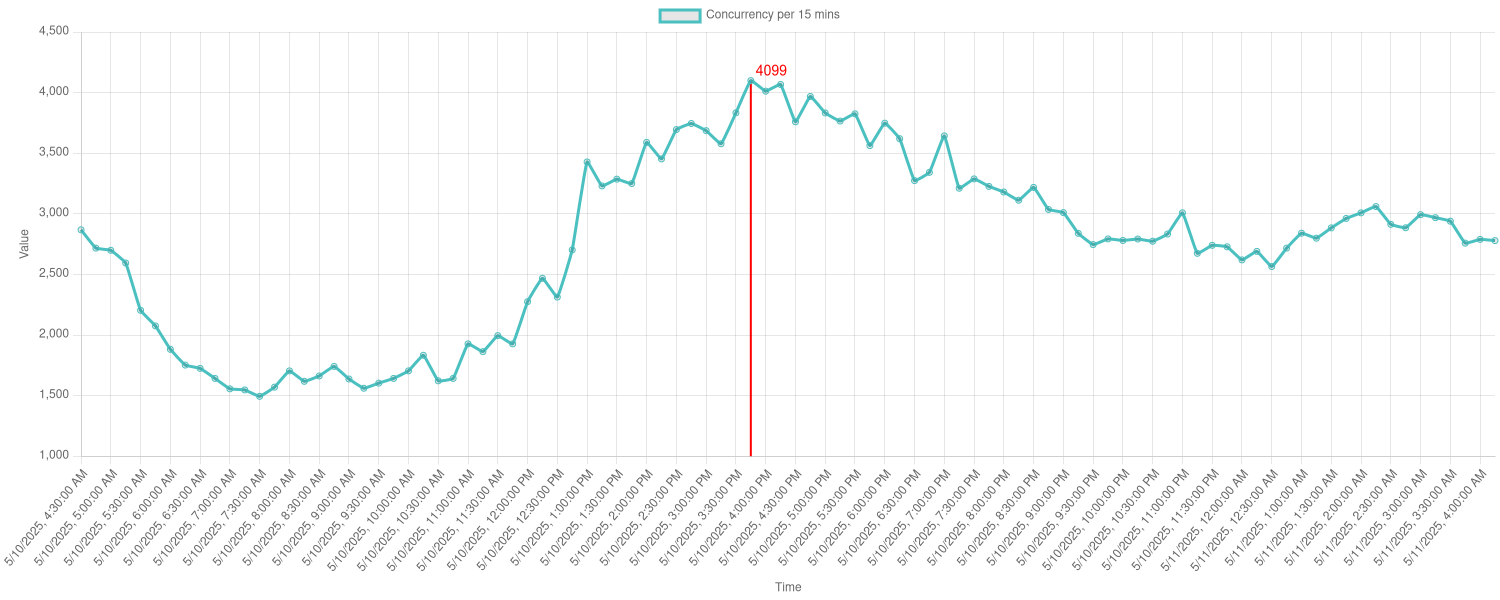 Concurrency per 15 mins
4,500
4099
4,000
3,500
3,000
Value
2,500
2,000
1,500
1,000
5/10/2025, 4:30:00 AM
5/10/2025, 5:00:00 AM
5/10/2025, 5:30:00 AM
5/10/2025, 6:00:00 AM
5/10/2025, 6:30:00 AM
5/10/2025, 7:00:00 AM
5/10/2025, 7:30:00 AM
5/10/2025, 8:00:00 AM
5/10/2025, 8:30:00 AM
5/10/2025, 9:00:00 AM
5/10/2025, 9:30:00 AM
5/10/2025, 10:00:00 AM
5/10/2025, 10:30:00 AM
5/10/2025, 11:00:00 AM
5/10/2025, 11:30:00 AM
5/10/2025, 12:00:00 PM
5/10/2025, 12:30:00 PM
5/10/2025, 1:00:00 PM
5/10/2025, 1:30:00 PM
5/10/2025, 2:00:00 PM
5/10/2025, 2:30:00 PM
5/10/2025, 3:00:00 PM
5/10/2025, 3:30:00 PM
5/10/2025, 4:00:00 PM
5/10/2025, 4:30:00 PM
5/10/2025, 5:00:00 PM
5/10/2025, 5:30:00 PM
5/10/2025, 6:00:00 PM
5/10/2025, 6:30:00 PM
5/10/2025, 7:00:00 PM
5/10/2025, 7:30:00 PM
5/10/2025, 8:00:00 PM
5/10/2025, 8:30:00 PM
5/10/2025, 9:00:00 PM
5/10/2025, 9:30:00 PM
5/10/2025, 10:00:00 PM
5/10/2025, 10:30:00 PM
5/10/2025, 11:00:00 PM
5/10/2025, 11:30:00 PM
5/11/2025, 12:00:00 AM
5/11/2025, 12:30:00 AM
5/11/2025, 1:00:00 AM
5/11/2025, 1:30:00 AM
5/11/2025, 2:00:00 AM
5/11/2025, 2:30:00 AM
5/11/2025, 3:00:00 AM
5/11/2025, 3:30:00 AM
5/11/2025, 4:00:00 AM
Time